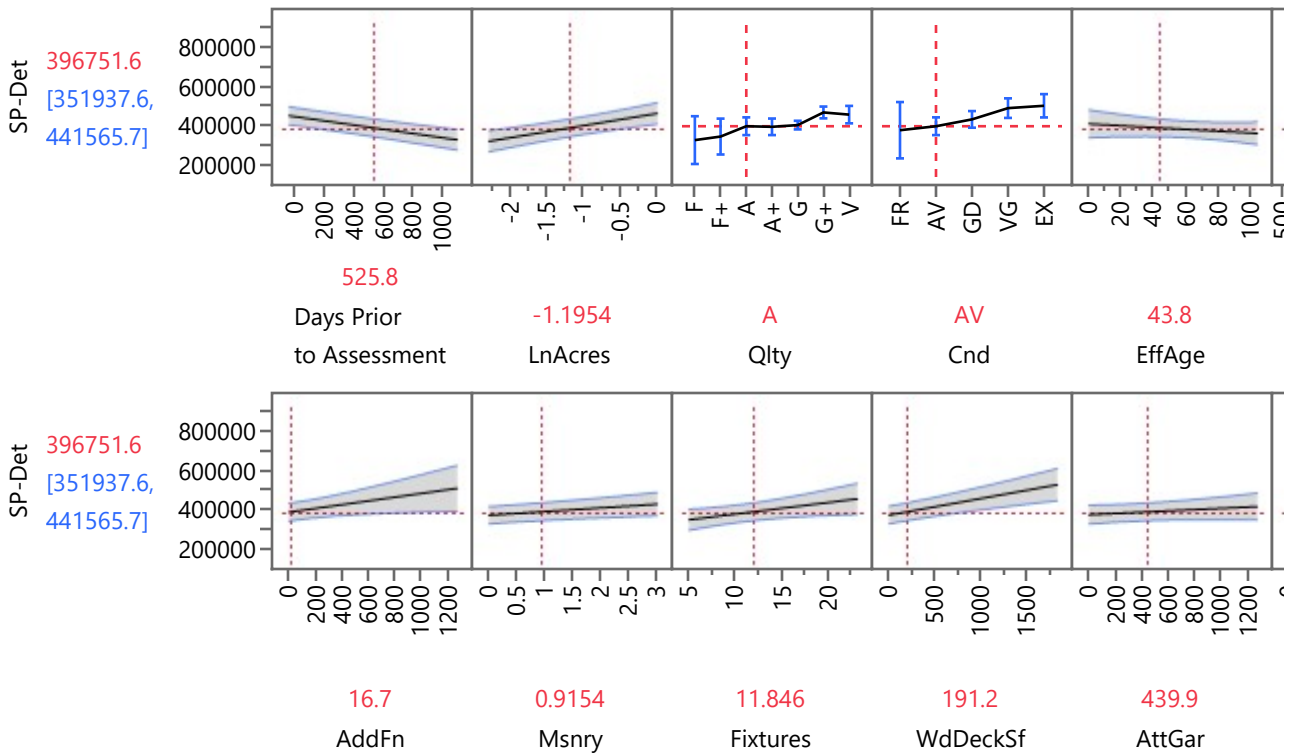 SP-Det
396751.6
[351937.6,
441565.7]
800000
600000
400000
200000
0 200 400 600 800 1000
-2 -1.5 -1 -0.5 0
F F+ A A+ G G+ V
FR AV GD VG EX
0 20 40 60 80 100
500
525.8
Days Prior
to Assessment
-1.1954
LnAcres
A
Qlty
AV
Cnd
43.8
EffAge
SP-Det
396751.6
[351937.6,
441565.7]
800000
600000
400000
200000
0 200 400 600 800 1000 1200
0 0.5 1 1.5 2 2.5 3
5 10 15 20
0 500 1000 1500
0 200 400 600 800 1000 1200
16.7
AddFn
0.9154
Msnry
11.846
Fixtures
191.2
WdDeckSf
439.9
AttGar